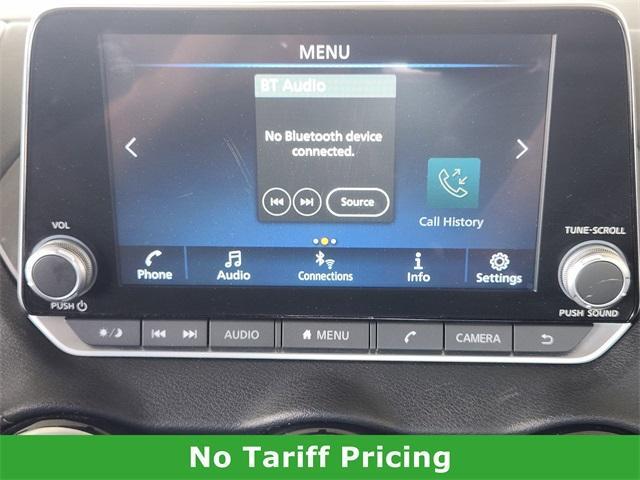 MENU
BT Audio
No Bluetooth device
connected.
Source
Call History
VOL
TUNE-SCROLL
Phone
Audio
Connections
Info
Settings
PUSH
PUSH SOUND
AUDIO
MENU
CAMERA
No Tariff Pricing